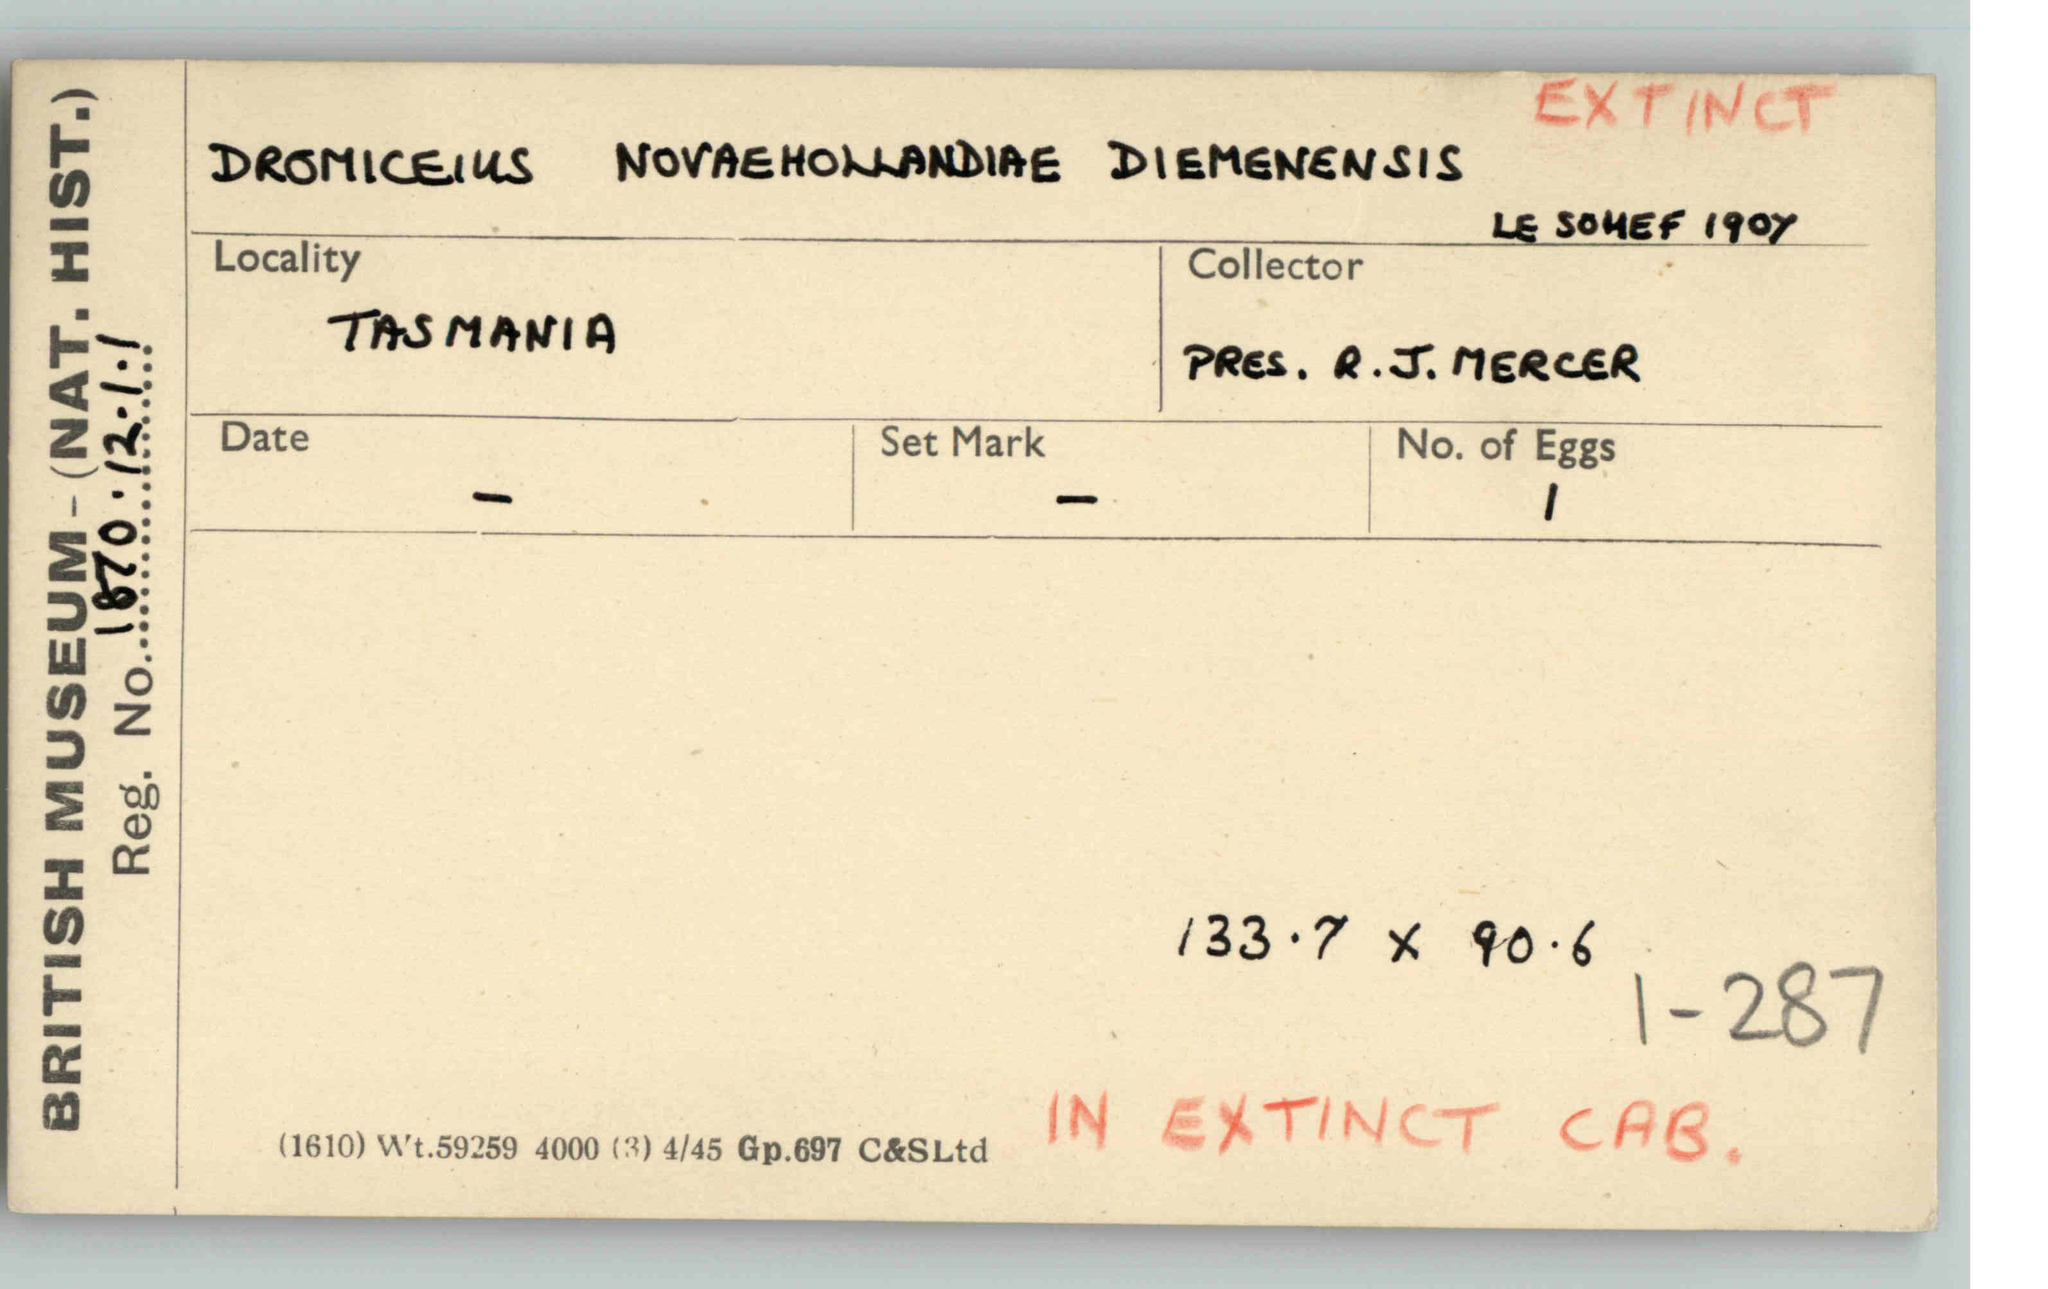 BRITISH MUSEUM-(NAT. HIST.)
Reg. No. 1870.12.1.1
EXTINCT
DROMICEIUS NOVAEHOLLANDIAE DIEMENENSIS
LE SOUEF 1907
Locality
TASMANIA
Collector
PRES. R.J. MERCER
Date
–
Set Mark
–
No. of Eggs
1
133.7 x 90.6
1-287
IN EXTINCT CAB.
(1610) Wt.59259 4000 (3) 4/45 Gp.697 C&SLtd